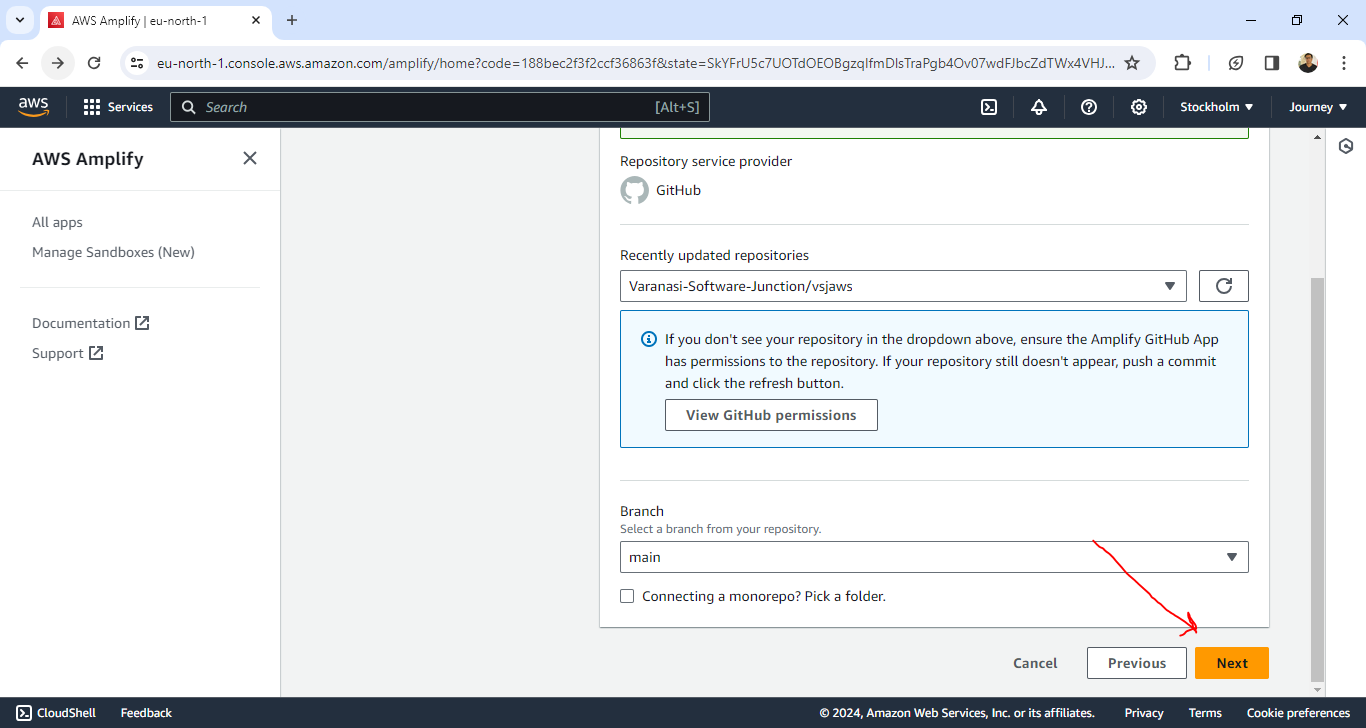 AWS Amplify | eu-north-1
eu-north-1.console.aws.amazon.com/amplify/home?code=188bec2f3f2ccf36863f&state=SkYFrU5c7UOTdOEOBgzqIfmDIsTraPgb4Ov07wdFJbcZdTWx4VHJ...
aws
Services
Search
[Alt+S]
Stockholm
Journey
AWS Amplify
All apps
Manage Sandboxes (New)
Documentation
Support
Repository service provider
GitHub
Recently updated repositories
Varanasi-Software-Junction/vsjaws
If you don't see your repository in the dropdown above, ensure the Amplify GitHub App
has permissions to the repository. If your repository still doesn't appear, push a commit
and click the refresh button.
View GitHub permissions
Branch
Select a branch from your repository.
main
Connecting a monorepo? Pick a folder.
Cancel
Previous
Next
CloudShell
Feedback
© 2024, Amazon Web Services, Inc. or its affiliates.
Privacy
Terms
Cookie preferences